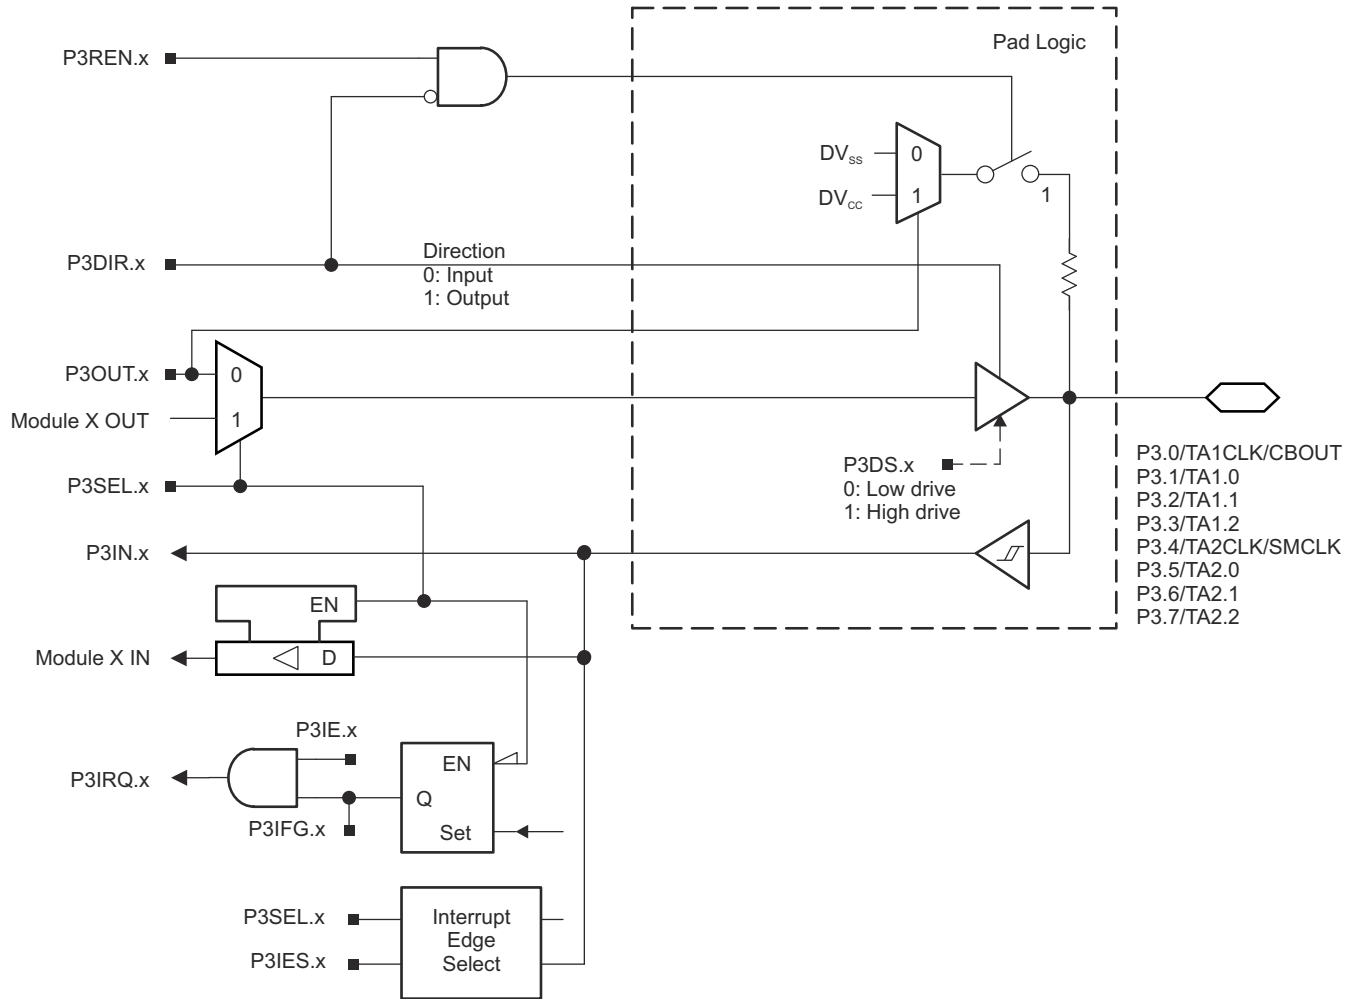 Pad Logic
P3REN.x
DVSS
0
DVCC
1
1
P3DIR.x
Direction
0: Input
1: Output
P3OUT.x
0
Module X OUT
1
P3SEL.x
P3DS.x
0: Low drive
1: High drive
P3.0/TA1CLK/CBOUT
P3.1/TA1.0
P3.2/TA1.1
P3.3/TA1.2
P3.4/TA2CLK/SMCLK
P3.5/TA2.0
P3.6/TA2.1
P3.7/TA2.2
P3IN.x
EN
Module X IN
D
P3IE.x
P3IRQ.x
EN
Q
P3IFG.x
Set
P3SEL.x
P3IES.x
Interrupt
Edge
Select